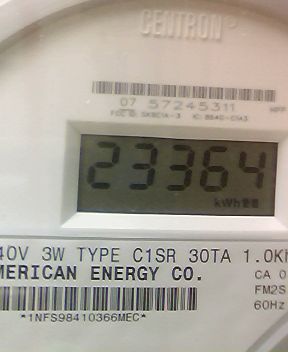 CENTRON®
07 57245311
23364
kWh
40V 3W TYPE C1SR 30TA 1.0Kh
MERICAN ENERGY CO.
CA 0
FM2S
60Hz
*1NFS98410366MEC*